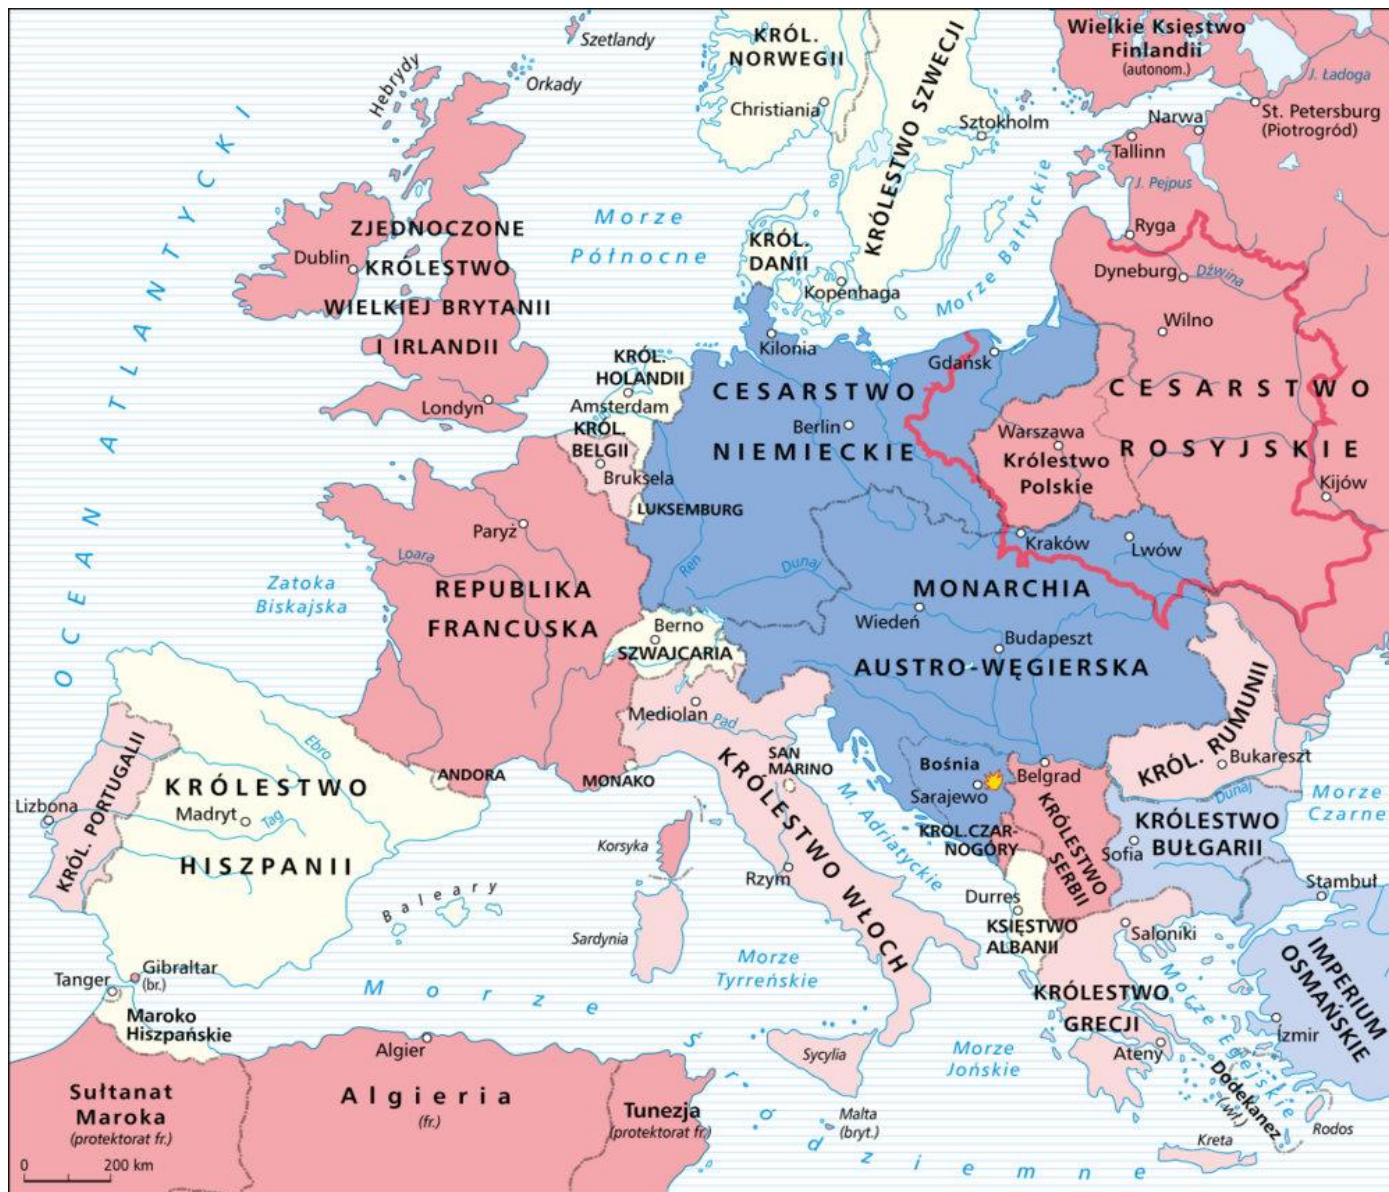 Szetlandy
Hebrydy
Orkady
KRÓL.
NORWEGII
Christiania
KRÓLESTWO SZWECJI
Sztokholm
Wielkie Księstwo
Finlandii
(autonom.)
J. Ładoga
St. Petersburg
(Piotrogród)
Narwa
Tallinn
J. Pejpus
Ryga
OCEAN ATLANTYCKI
ZJEDNOCZONE
KRÓLESTWO
WIELKIEJ BRYTANII
I IRLANDII
Dublin
Londyn
Morze
Północne
KRÓL.
DANII
Kopenhaga
Morze Bałtyckie
Dyneburg
Dźwina
Wilno
Kilonia
Gdańsk
KRÓL.
HOLANDII
Amsterdam
KRÓL.
BELGII
Bruksela
LUKSEMBURG
CESARSTWO
NIEMIECKIE
Berlin
Warszawa
Królestwo
Polskie
CESARSTWO
ROSYJSKIE
Kijów
Kraków
Lwów
Paryż
Loara
Ren
Dunaj
Zatoka
Biskajska
REPUBLIKA
FRANCUSKA
Berno
SZWAJCARIA
MONARCHIA
AUSTRO-WĘGIERSKA
Wiedeń
Budapeszt
Mediolan
Pad
KRÓL. RUMUNII
Bukareszt
KRÓL. PORTUGALII
Lizbona
Ebro
KRÓLESTWO
HISZPANII
Madryt
Tag
ANDORA
MONAKO
SAN
MARINO
KRÓLESTWO WŁOCH
Bośnia
Sarajewo
Belgrad
M. Adriatyckie
KRÓL. CZAR-
NOGÓRY
KRÓLESTWO
SERBII
Dunaj
KRÓLESTWO
BUŁGARII
Sofia
Morze
Czarne
Korsyka
Rzym
Baleary
Sardynia
Durres
KSIĘSTWO
ALBANII
Saloniki
Stambuł
Morze
Tyrreńskie
IMPERIUM
OSMAŃSKIE
Tanger
Gibraltar
(br.)
Maroko
Hiszpańskie
Morze Śródziemne
KRÓLESTWO
GRECJI
Ateny
Morze Egejskie
İzmir
Algier
Sycylia
Morze
Jońskie
Sułtanat
Maroka
(protektorat fr.)
Algieria
(fr.)
Tunezja
(protektorat fr.)
Malta
(bryt.)
Dodekanez
(wł.)
Rodos
Kreta
0 200 km